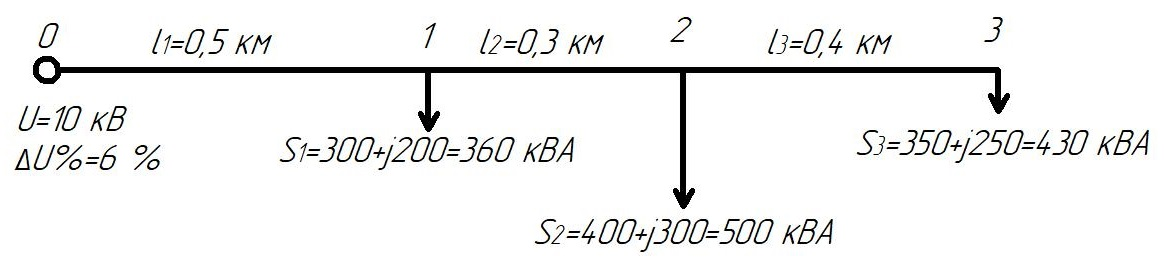 0 l1=0,5 км 1 l2=0,3 км 2 l3=0,4 км 3
U=10 кВ
ΔU%=6 %
S1=300+j200=360 кВА
S3=350+j250=430 кВА
S2=400+j300=500 кВА